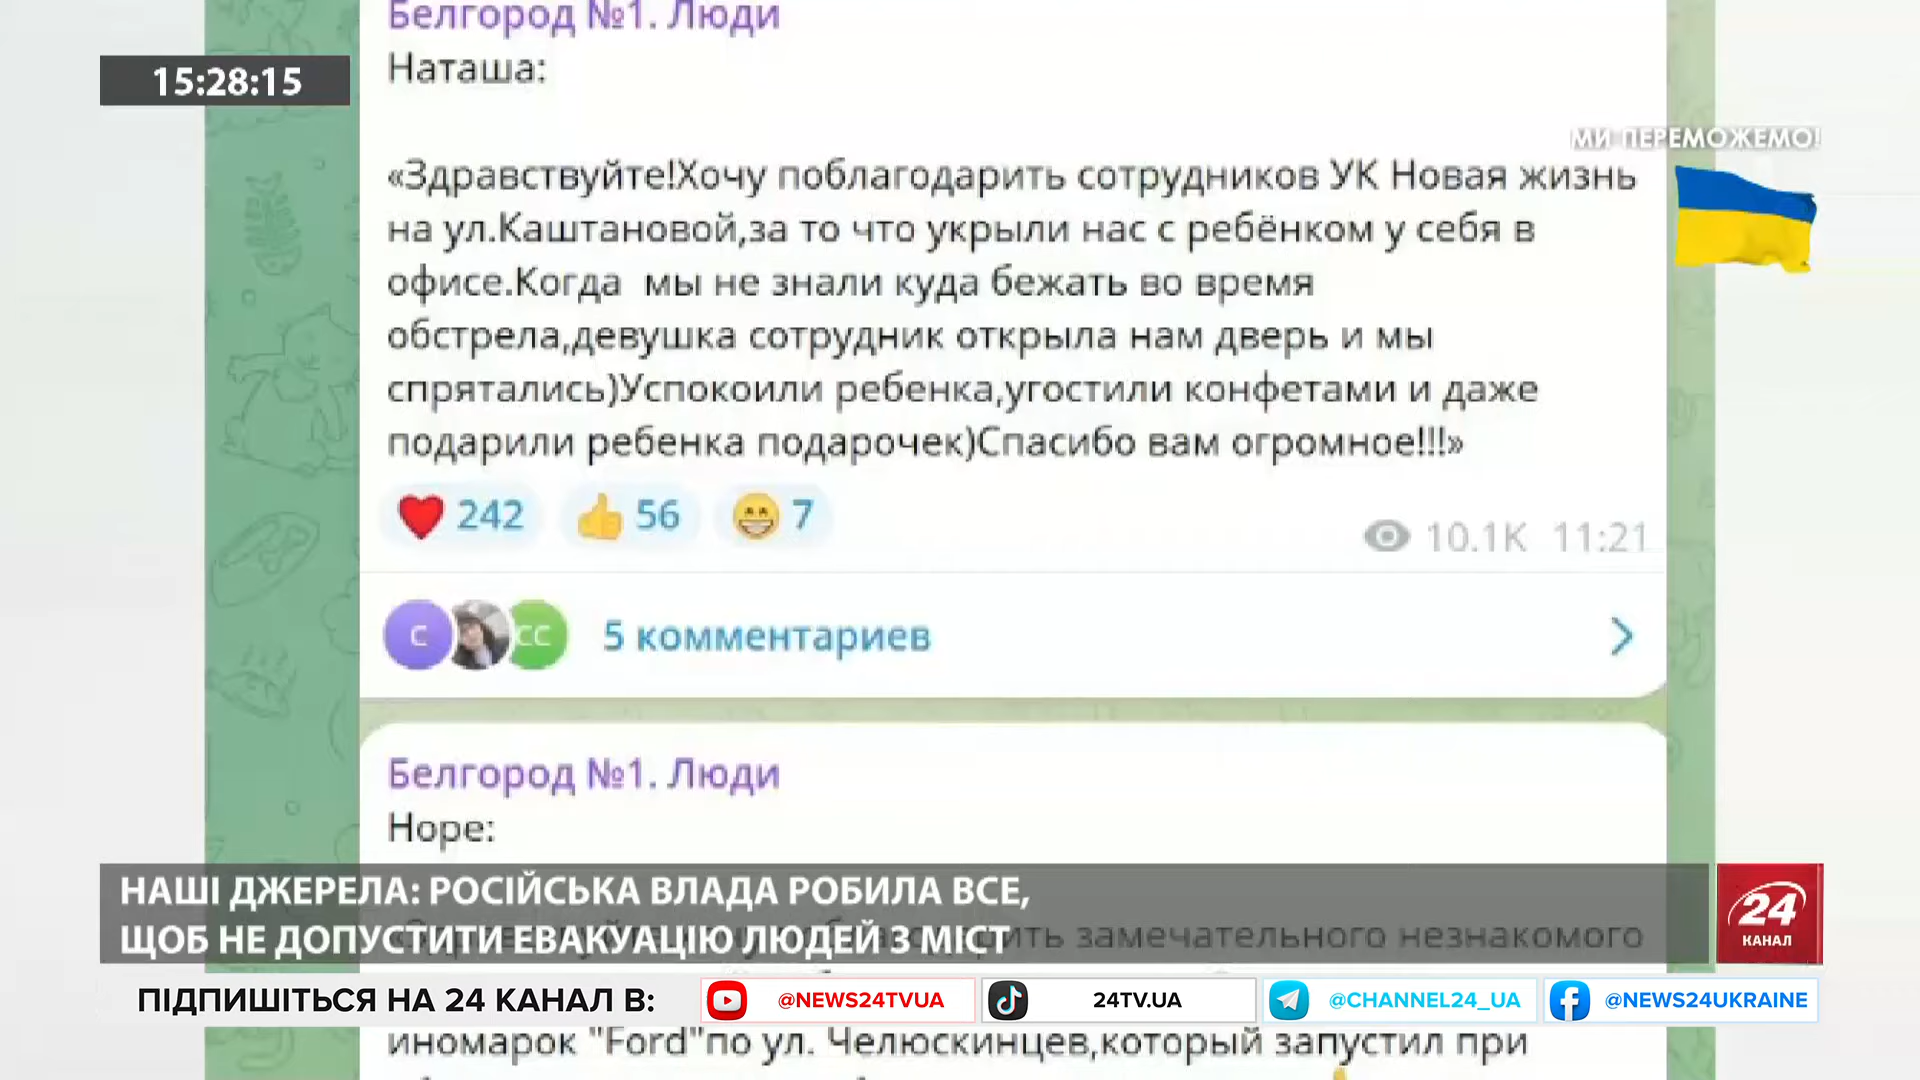 Белгород №1. Люди
Наташа:
15:28:15
МИ ПЕРЕМОЖЕМО!
«Здравствуйте!Хочу поблагодарить сотрудников УК Новая жизнь
на ул.Каштановой,за то что укрыли нас с ребёнком у себя в
офисе.Когда  мы не знали куда бежать во время
обстрела,девушка сотрудник открыла нам дверь и мы
спрятались)Успокоили ребенка,угостили конфетами и даже
подарили ребенка подарочек)Спасибо вам огромное!!!»
242 56 7
10.1K 11:21
С СС 5 комментариев
Белгород №1. Люди
Норе:
НАШІ ДЖЕРЕЛА: РОСІЙСЬКА ВЛАДА РОБИЛА ВСЕ,
ЩОБ НЕ ДОПУСТИТИ ЕВАКУАЦІЮ ЛЮДЕЙ З МІСТ
замечательного незнакомого
24
КАНАЛ
ПІДПИШІТЬСЯ НА 24 КАНАЛ В: @NEWS24TVUA 24TV.UA @CHANNEL24_UA @NEWS24UKRAINE
иномарок "Ford"по ул. Челюскинцев,который запустил при